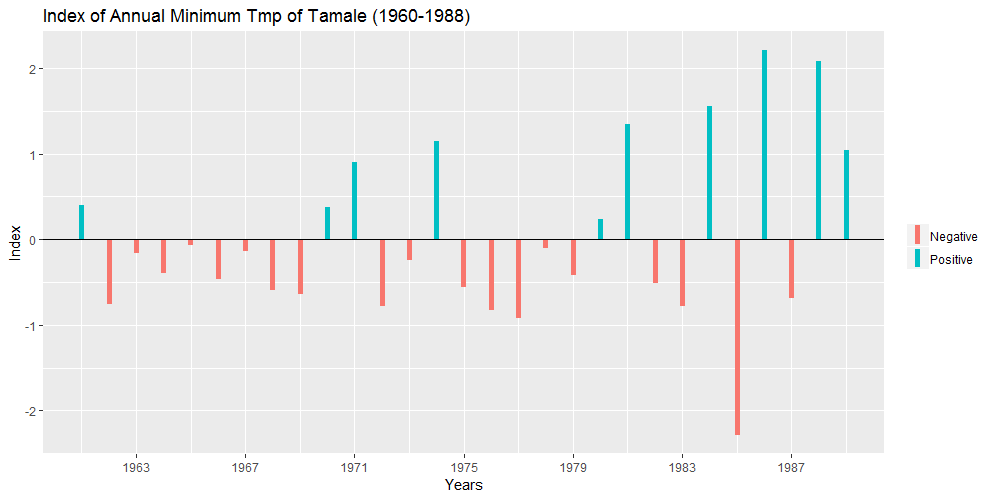 Index of Annual Minimum Tmp of Tamale (1960-1988)
2
1
0
-1
-2
Index
1963 1967 1971 1975 1979 1983 1987
Years
Negative
Positive